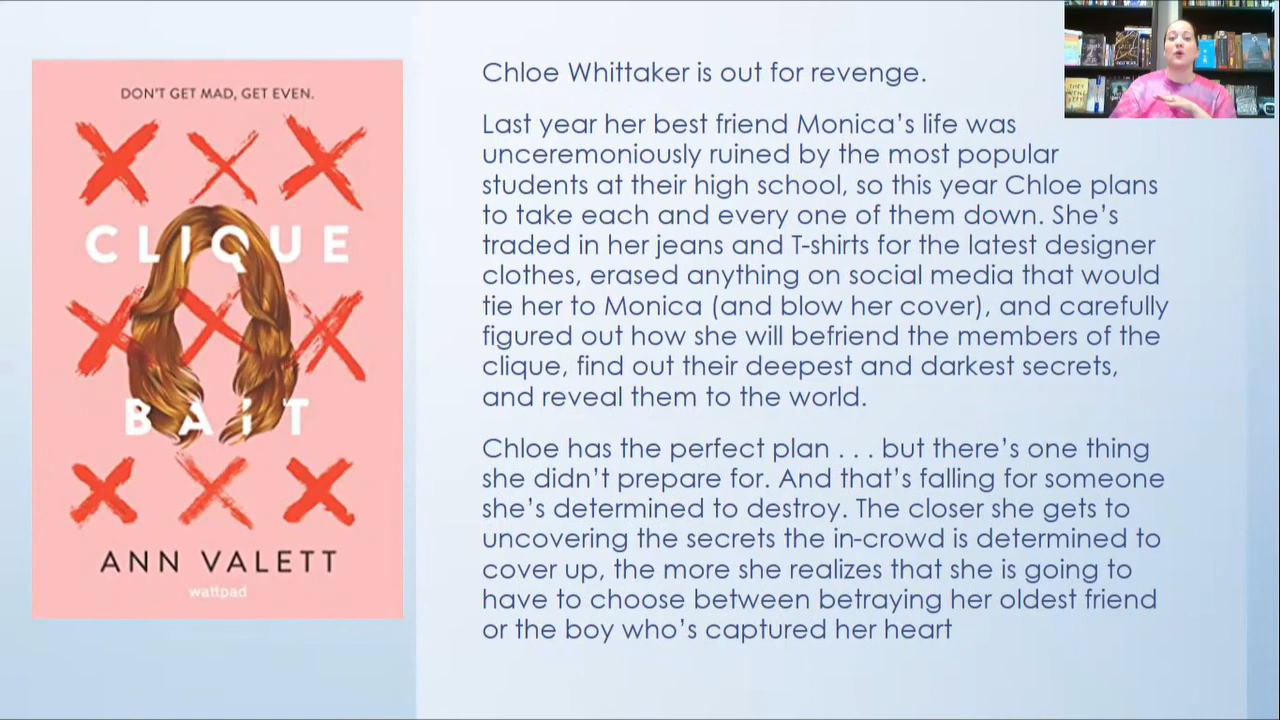 DON'T GET MAD, GET EVEN.
CLIQUE
BAIT
ANN VALETT
wattpad
Chloe Whittaker is out for revenge.
Last year her best friend Monica's life was
unceremoniously ruined by the most popular
students at their high school, so this year Chloe plans
to take each and every one of them down. She's
traded in her jeans and T-shirts for the latest designer
clothes, erased anything on social media that would
tie her to Monica (and blow her cover), and carefully
figured out how she will befriend the members of the
clique, find out their deepest and darkest secrets,
and reveal them to the world.
Chloe has the perfect plan . . . but there's one thing
she didn't prepare for. And that's falling for someone
she's determined to destroy. The closer she gets to
uncovering the secrets the in-crowd is determined to
cover up, the more she realizes that she is going to
have to choose between betraying her oldest friend
or the boy who's captured her heart